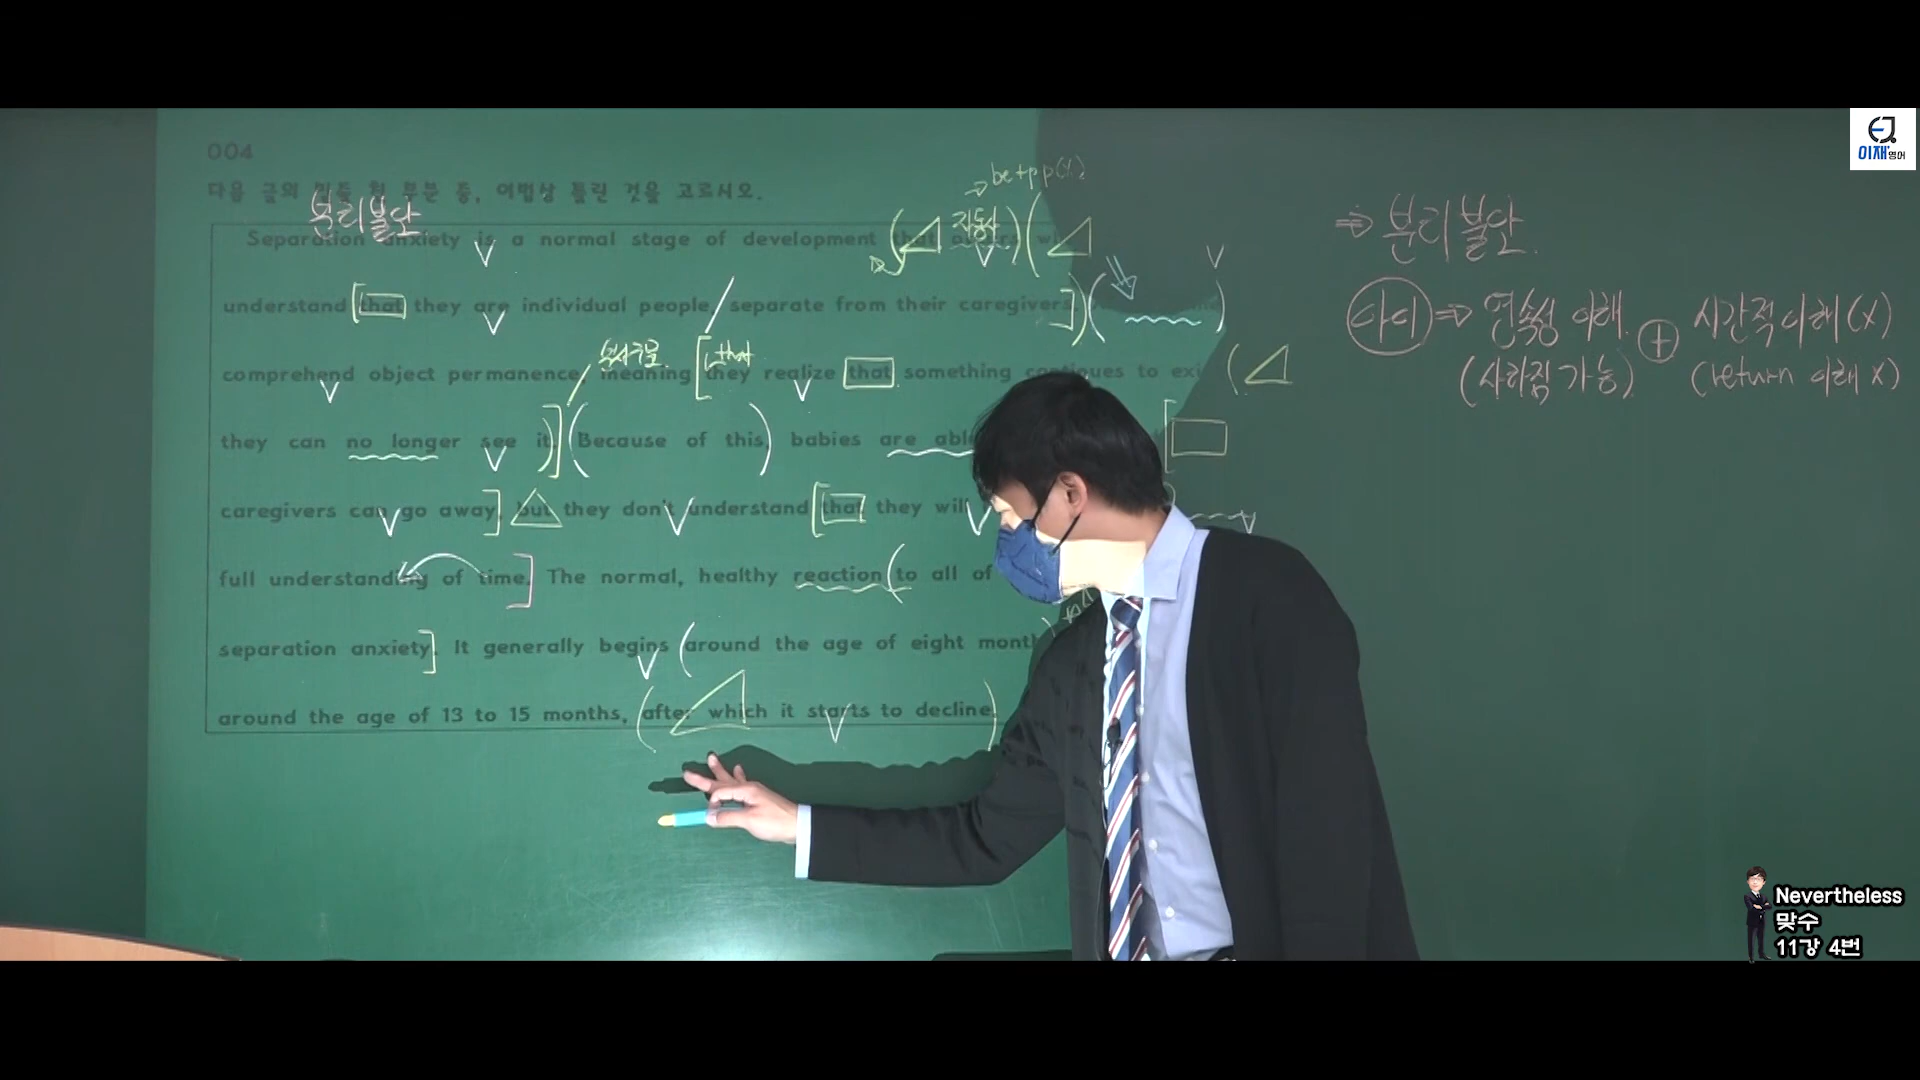 004
다음 글의 밑줄 친 부분 중, 어법상 틀린 것을 고르시오.
분리불안
→ be+pp(X)
자동사
Separation anxiety is a normal stage of development that occurs
understand that they are individual people, separate from their caregivers
comprehend object permanence, meaning they realize that something continues to exi
분사구문
that
they can no longer see it. Because of this, babies are able
caregivers can go away, but they don't understand that they will
full understanding of time. The normal, healthy reaction to all of
separation anxiety. It generally begins around the age of eight month
around the age of 13 to 15 months, after which it starts to decline.
⇒ 분리불안.
아이 ⇒ 연속성 이해 + 시간적 이해 (X)
(사라짐 가능) (return 이해 X)
EJ
이재영어
Nevertheless
맞수
11강 4번